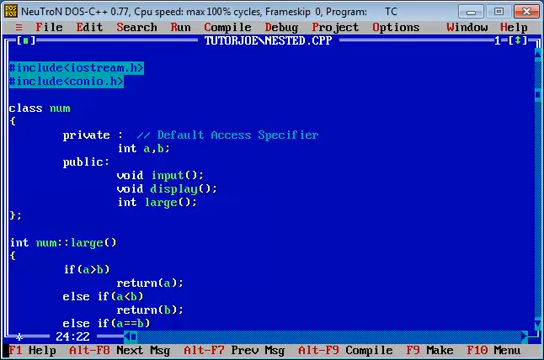 NeuTroN DOS-C++ 0.77, Cpu speed: max 100% cycles, Frameskip 0, Program: TC
≡ File Edit Search Run Compile Debug Project Options Window Help
[■] TUTORJOE\NESTED.CPP 1=[↕]
#include<iostream.h>
#include<conio.h>
class num
{
private : // Default Access Specifier
int a,b;
public:
void input();
void display();
int large();
};
int num::large()
{
if(a>b)
return(a);
else if(a<b)
return(b);
else if(a==b)
* 24:22
F1 Help Alt-F8 Next Msg Alt-F7 Prev Msg Alt-F9 Compile F9 Make F10 Menu